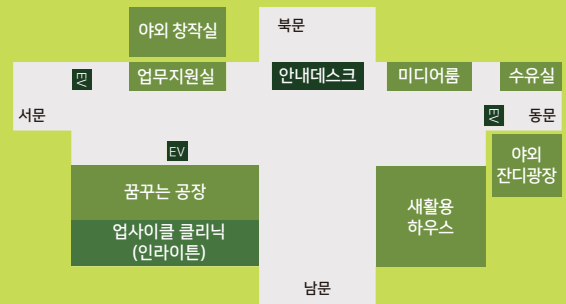 야외 창작실
북문
EV
업무지원실
안내데스크
미디어룸
수유실
서문
EV
동문
EV
야외
잔디광장
꿈꾸는 공장
새활용
하우스
업사이클 클리닉
(인라이튼)
남문